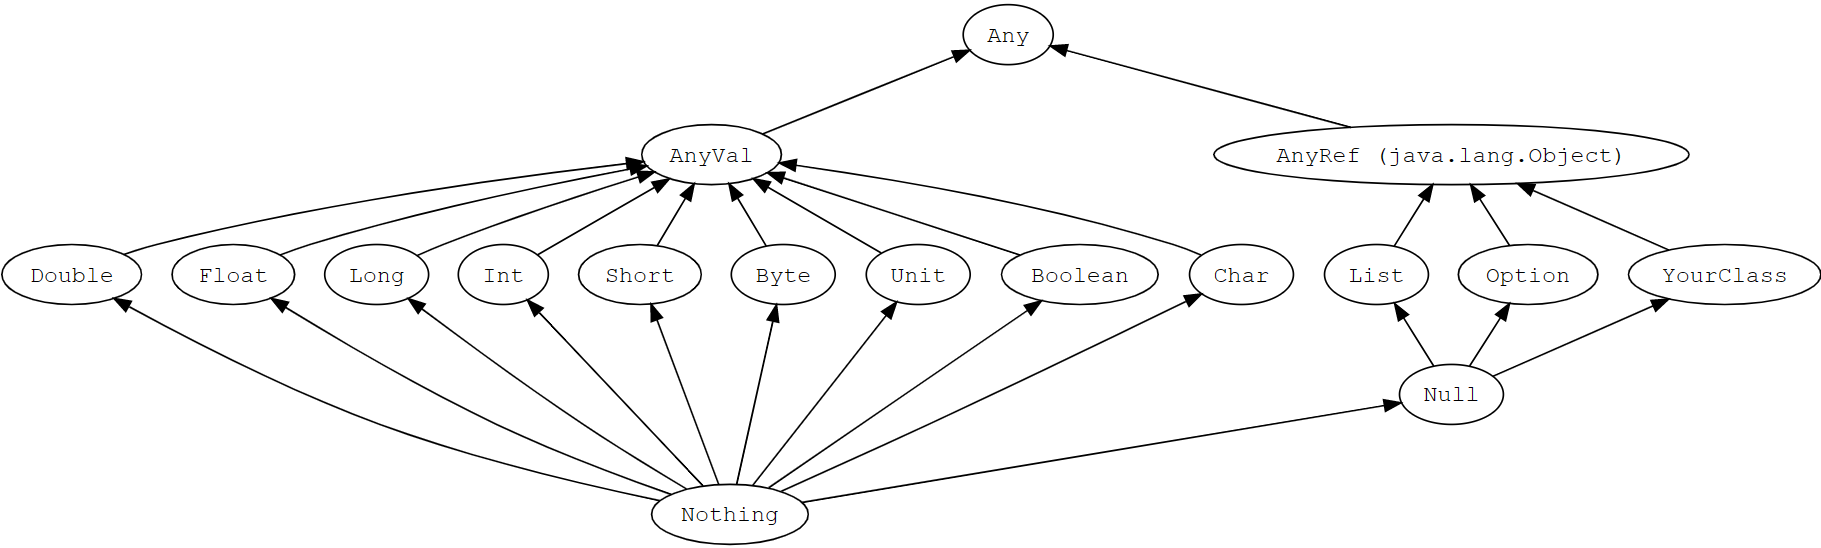 Any
AnyVal
AnyRef (java.lang.Object)
Double
Float
Long
Int
Short
Byte
Unit
Boolean
Char
List
Option
YourClass
Null
Nothing